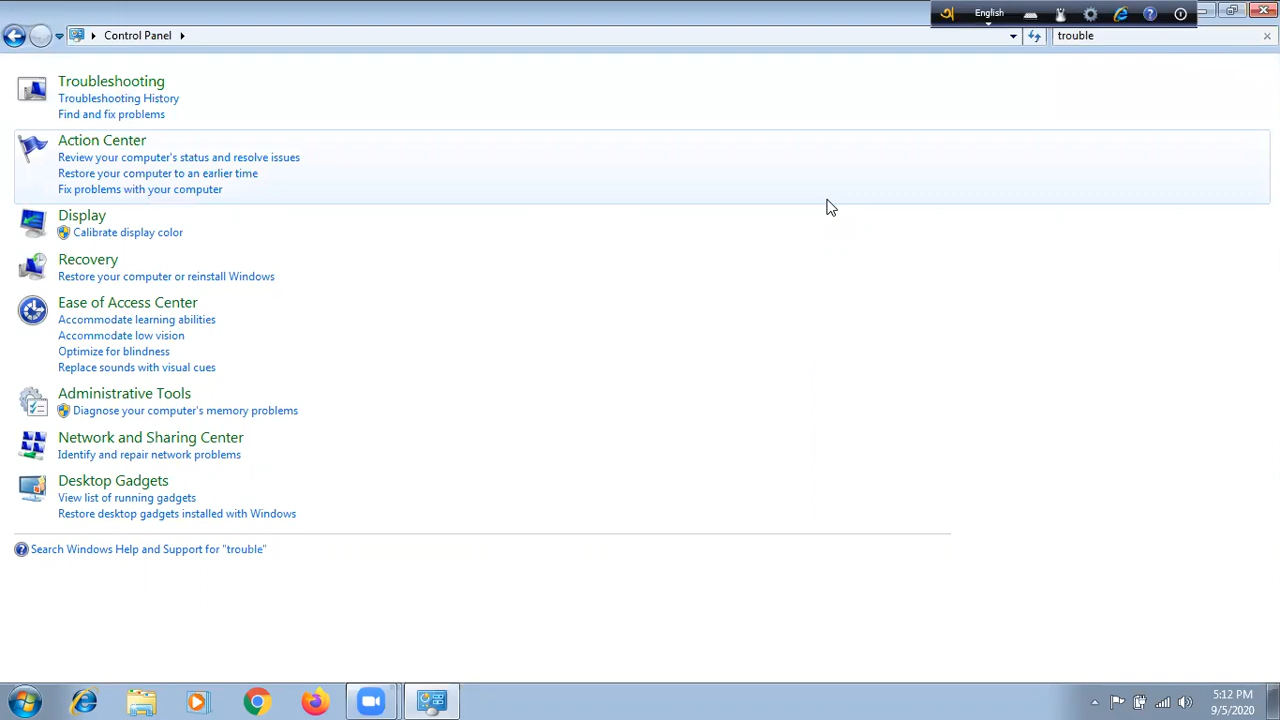 English
Control Panel
trouble
Troubleshooting
Troubleshooting History
Find and fix problems
Action Center
Review your computer's status and resolve issues
Restore your computer to an earlier time
Fix problems with your computer
Display
Calibrate display color
Recovery
Restore your computer or reinstall Windows
Ease of Access Center
Accommodate learning abilities
Accommodate low vision
Optimize for blindness
Replace sounds with visual cues
Administrative Tools
Diagnose your computer's memory problems
Network and Sharing Center
Identify and repair network problems
Desktop Gadgets
View list of running gadgets
Restore desktop gadgets installed with Windows
Search Windows Help and Support for "trouble"
5:12 PM
9/5/2020